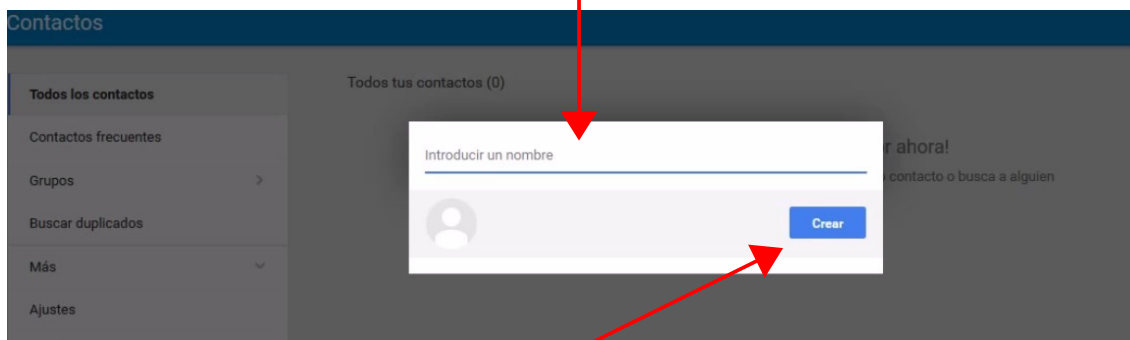 Contactos
Todos los contactos
Contactos frecuentes
Grupos
Buscar duplicados
Más
Ajustes
Todos tus contactos (0)
Introducir un nombre
Crear
ahora!
contacto o busca a alguien